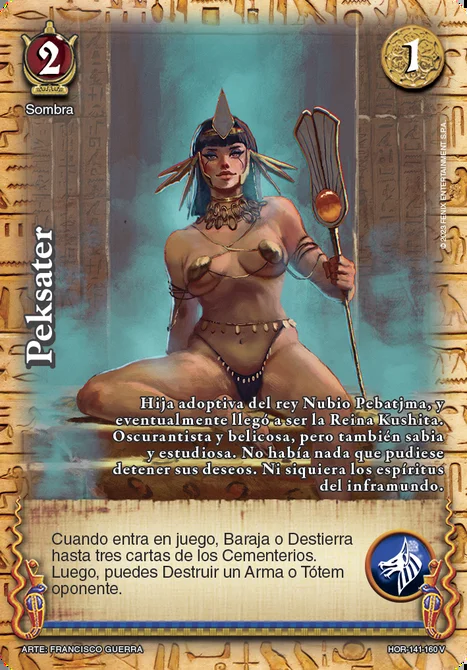 2
1
Sombra
© 2023 FENIX ENTERTAINMENT S.P.A.
Peksater
Hija adoptiva del rey Nubio Pebatjma, y
eventualmente llegó a ser la Reina Kushita.
Oscurantista y belicosa, pero también sabia
y estudiosa. No había nada que pudiese
detener sus deseos. Ni siquiera los espíritus
del inframundo.
Cuando entra en juego, Baraja o Destierra
hasta tres cartas de los Cementerios.
Luego, puedes Destruir un Arma o Tótem
oponente.
ARTE: FRANCISCO GUERRA
HOR-141-160 V